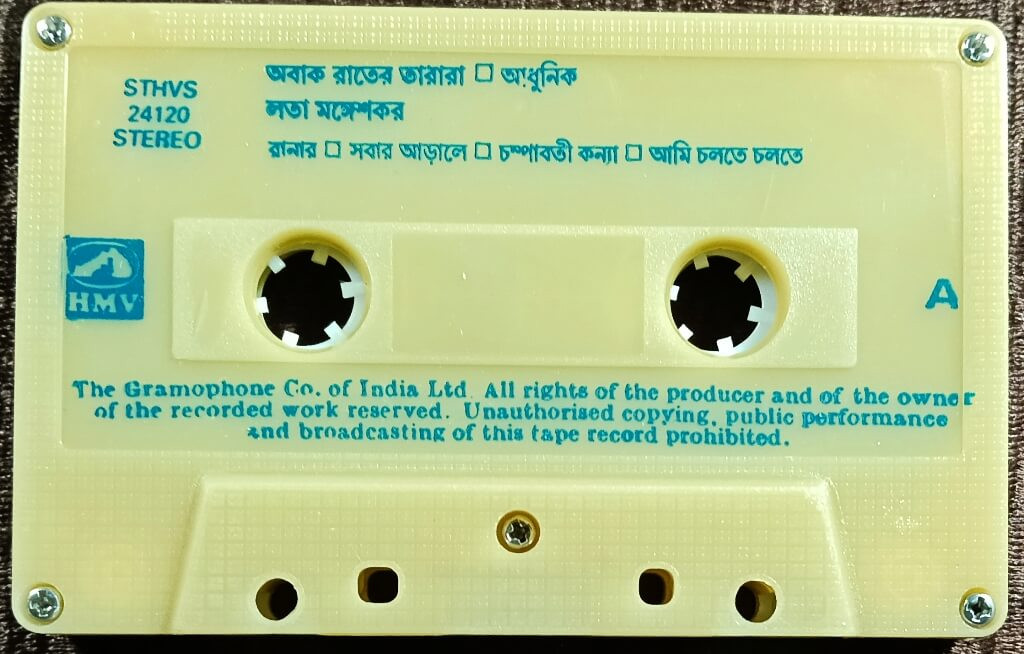 STHVS
24120
STEREO
অবাক রাতের তারারা □ আধুনিক
লতা মঙ্গেশকর
রানার □ সবার আড়ালে □ চম্পাবতী কন্যা □ আমি চলতে চলতে
HMV
A
The Gramophone Co. of India Ltd. All rights of the producer and of the owner
of the recorded work reserved. Unauthorised copying, public performance
and broadcasting of this tape record prohibited.